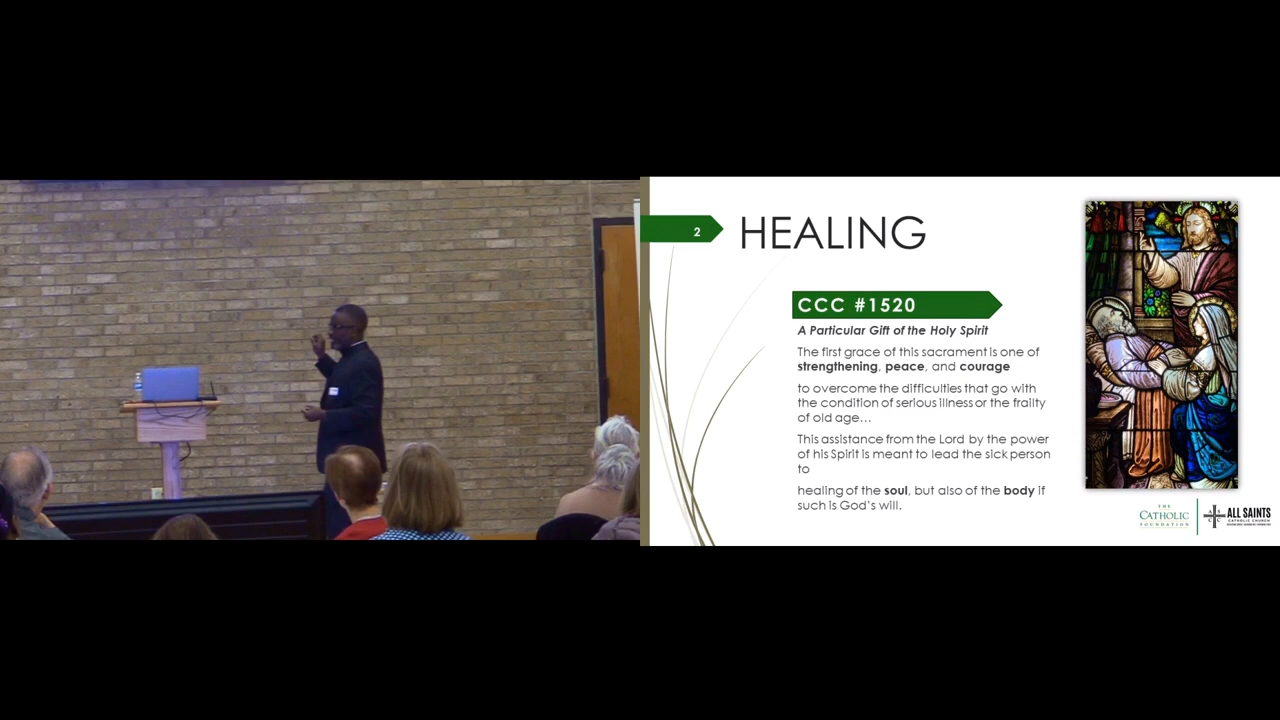 2
HEALING
CCC #1520
A Particular Gift of the Holy Spirit
The first grace of this sacrament is one of
strengthening, peace, and courage
to overcome the difficulties that go with
the condition of serious illness or the frailty
of old age…
This assistance from the Lord by the power
of his Spirit is meant to lead the sick person
to
healing of the soul, but also of the body if
such is God's will.
THE
CATHOLIC
FOUNDATION
ALL SAINTS
CATHOLIC CHURCH